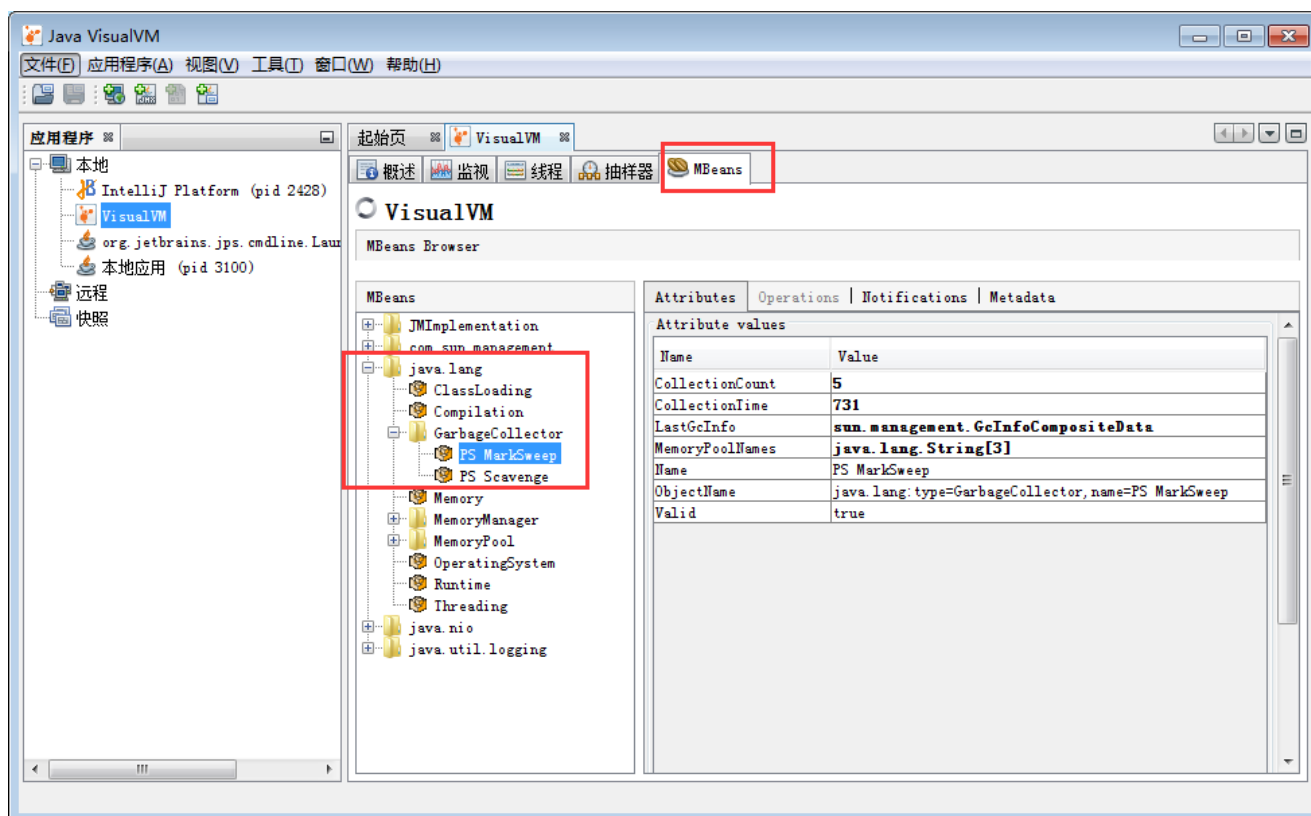 Java VisualVM
文件(F) 应用程序(A) 视图(V) 工具(T) 窗口(W) 帮助(H)
应用程序
本地
IntelliJ Platform (pid 2428)
VisualVM
org.jetbrains.jps.cmdline.Laun
本地应用 (pid 3100)
远程
快照
起始页 VisualVM
概述 监视 线程 抽样器 MBeans
VisualVM
MBeans Browser
MBeans
JMImplementation
com.sun.management
java.lang
ClassLoading
Compilation
GarbageCollector
PS MarkSweep
PS Scavenge
Memory
MemoryManager
MemoryPool
OperatingSystem
Runtime
Threading
java.nio
java.util.logging
Attributes Operations Notifications Metadata
Attribute values
Name Value
CollectionCount 5
CollectionTime 731
LastGcInfo sun.management.GcInfoCompositeData
MemoryPoolNames java.lang.String[3]
Name PS MarkSweep
ObjectName java.lang:type=GarbageCollector,name=PS MarkSweep
Valid true